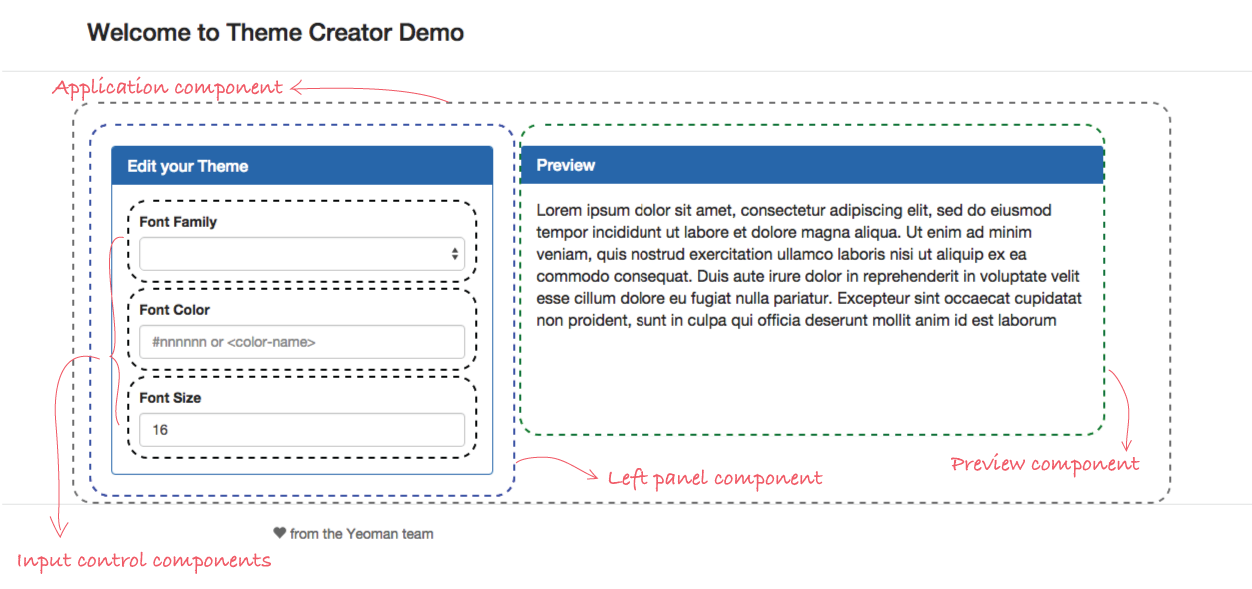 Welcome to Theme Creator Demo
Application component
Edit your Theme
Font Family
Font Color
#nnnnnn or <color-name>
Font Size
16
Preview
Lorem ipsum dolor sit amet, consectetur adipiscing elit, sed do eiusmod
tempor incididunt ut labore et dolore magna aliqua. Ut enim ad minim
veniam, quis nostrud exercitation ullamco laboris nisi ut aliquip ex ea
commodo consequat. Duis aute irure dolor in reprehenderit in voluptate velit
esse cillum dolore eu fugiat nulla pariatur. Excepteur sint occaecat cupidatat
non proident, sunt in culpa qui officia deserunt mollit anim id est laborum
Preview component
Left panel component
♥ from the Yeoman team
Input control components